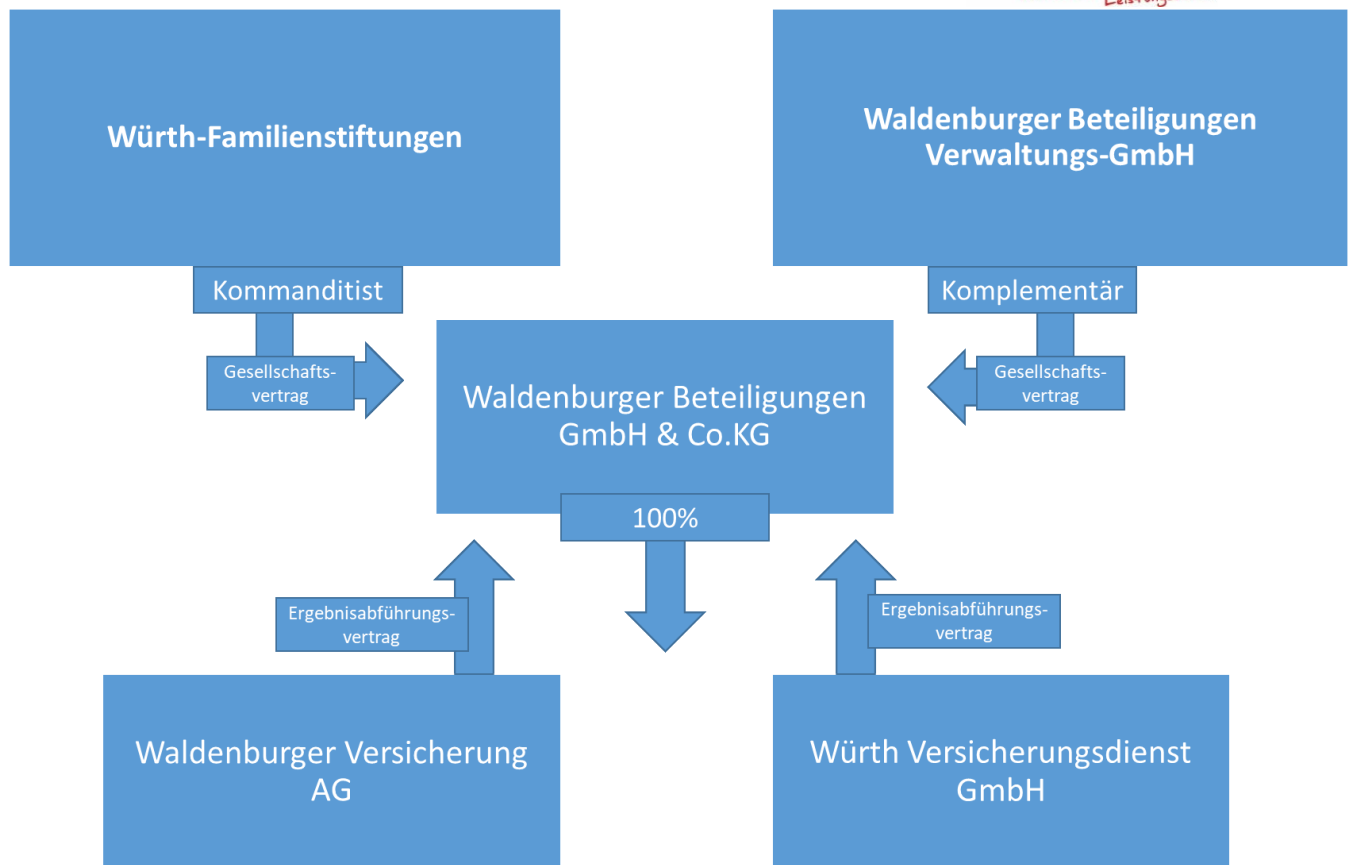 Würth-Familienstiftungen
Waldenburger Beteiligungen
Verwaltungs-GmbH
Kommanditist
Komplementär
Gesellschafts-
vertrag
Gesellschafts-
vertrag
Waldenburger Beteiligungen
GmbH & Co.KG
100%
Ergebnisabführungs-
vertrag
Ergebnisabführungs-
vertrag
Waldenburger Versicherung
AG
Würth Versicherungsdienst
GmbH